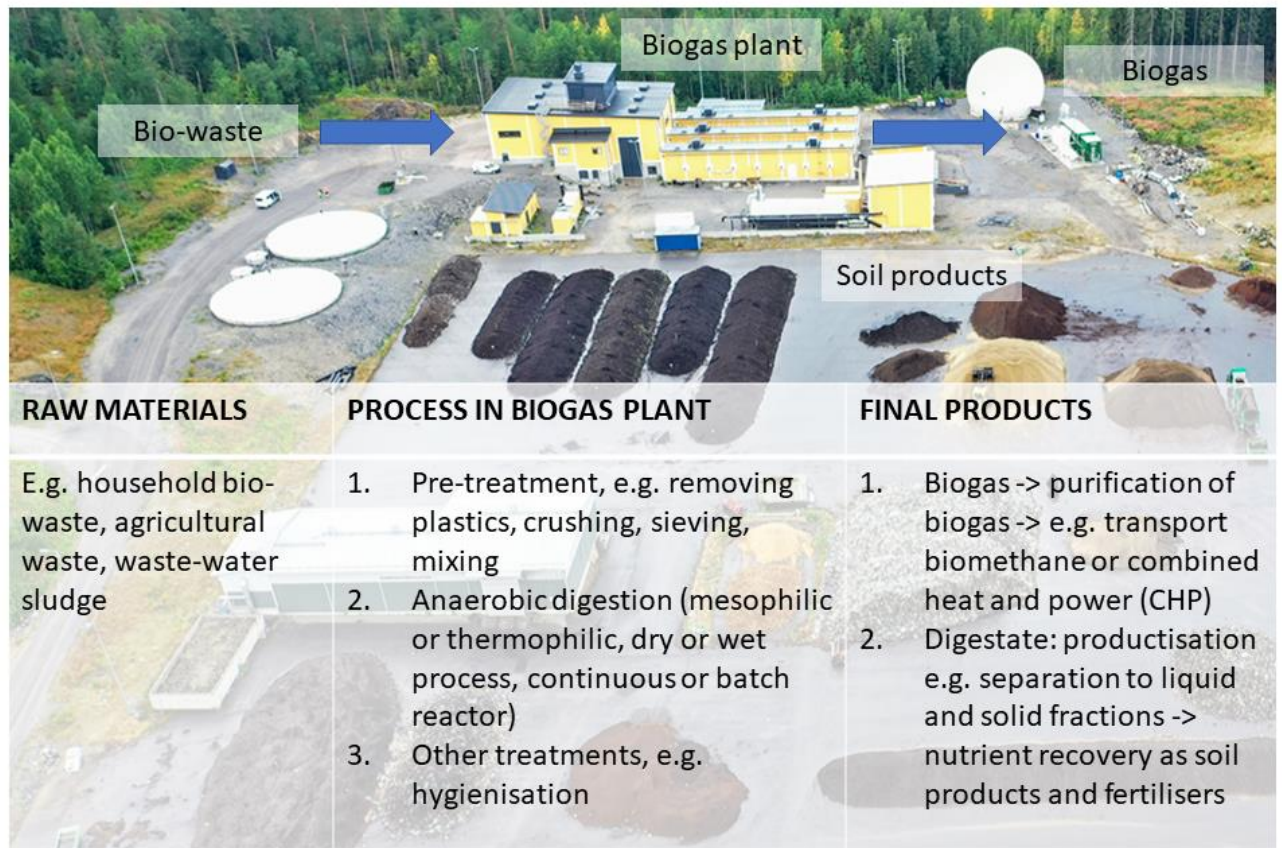 Biogas plant
Biogas
Bio-waste
Soil products
RAW MATERIALS
E.g. household bio-
waste, agricultural
waste, waste-water
sludge
PROCESS IN BIOGAS PLANT
1. Pre-treatment, e.g. removing
plastics, crushing, sieving,
mixing
2. Anaerobic digestion (mesophilic
or thermophilic, dry or wet
process, continuous or batch
reactor)
3. Other treatments, e.g.
hygienisation
FINAL PRODUCTS
1. Biogas -> purification of
biogas -> e.g. transport
biomethane or combined
heat and power (CHP)
2. Digestate: productisation
e.g. separation to liquid
and solid fractions ->
nutrient recovery as soil
products and fertilisers